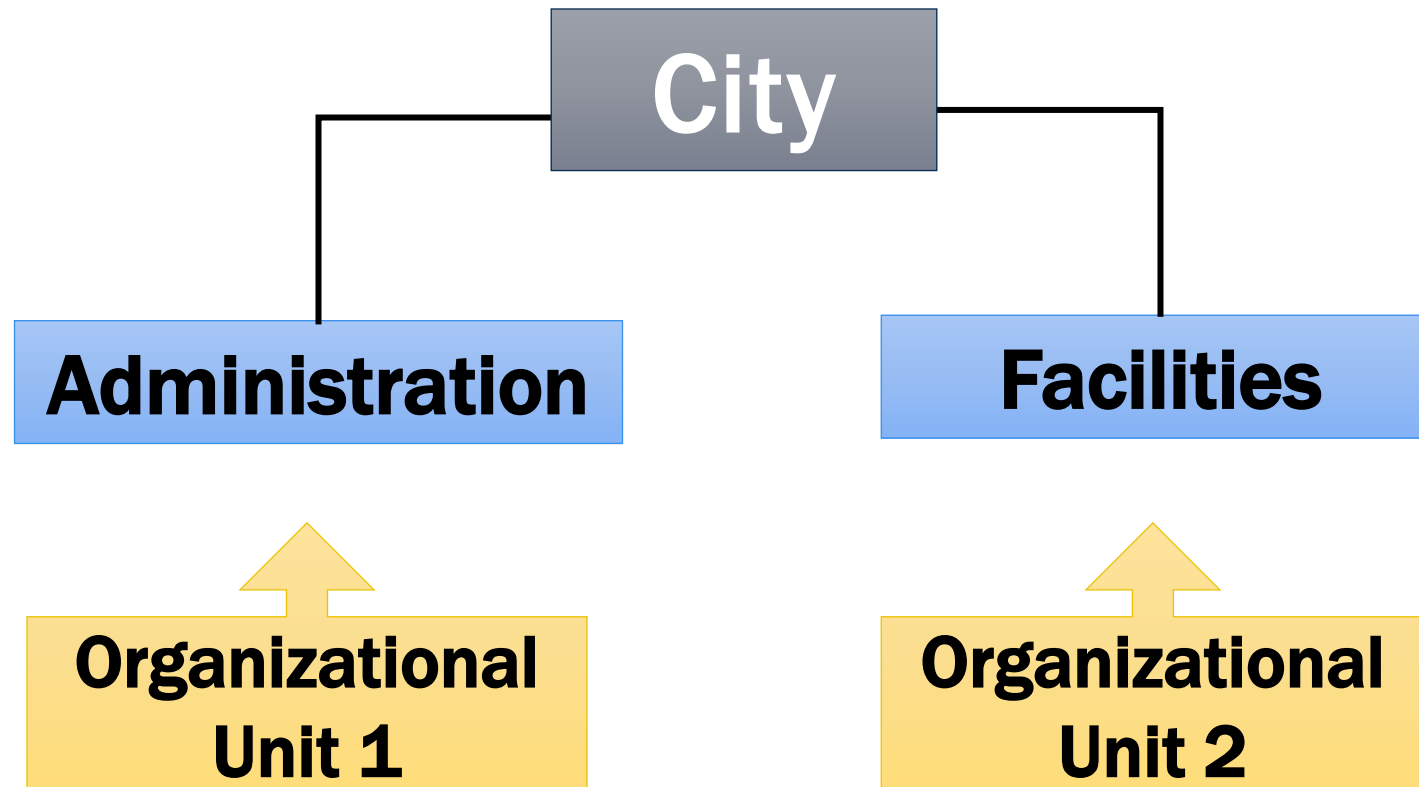 City
Administration
Facilities
Organizational
Unit 1
Organizational
Unit 2